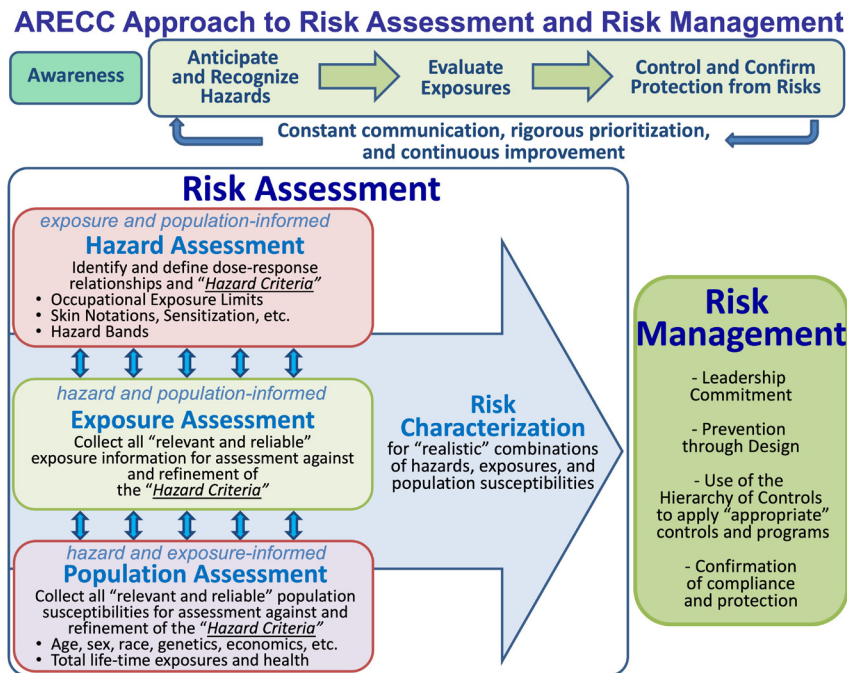 ARECC Approach to Risk Assessment and Risk Management
Awareness
Anticipate
and Recognize
Hazards
Evaluate
Exposures
Control and Confirm
Protection from Risks
Constant communication, rigorous prioritization,
and continuous improvement
Risk Assessment
exposure and population-informed
Hazard Assessment
Identify and define dose-response
relationships and “Hazard Criteria”
• Occupational Exposure Limits
• Skin Notations, Sensitization, etc.
• Hazard Bands
hazard and population-informed
Exposure Assessment
Collect all “relevant and reliable”
exposure information for assessment against
and refinement of
the “Hazard Criteria”
hazard and exposure-informed
Population Assessment
Collect all “relevant and reliable” population
susceptibilities for assessment against and
refinement of the “Hazard Criteria”
• Age, sex, race, genetics, economics, etc.
• Total life-time exposures and health
Risk
Characterization
for “realistic” combinations
of hazards, exposures, and
population susceptibilities
Risk
Management
- Leadership
Commitment
- Prevention
through Design
- Use of the
Hierarchy of Controls
to apply “appropriate”
controls and programs
- Confirmation
of compliance
and protection